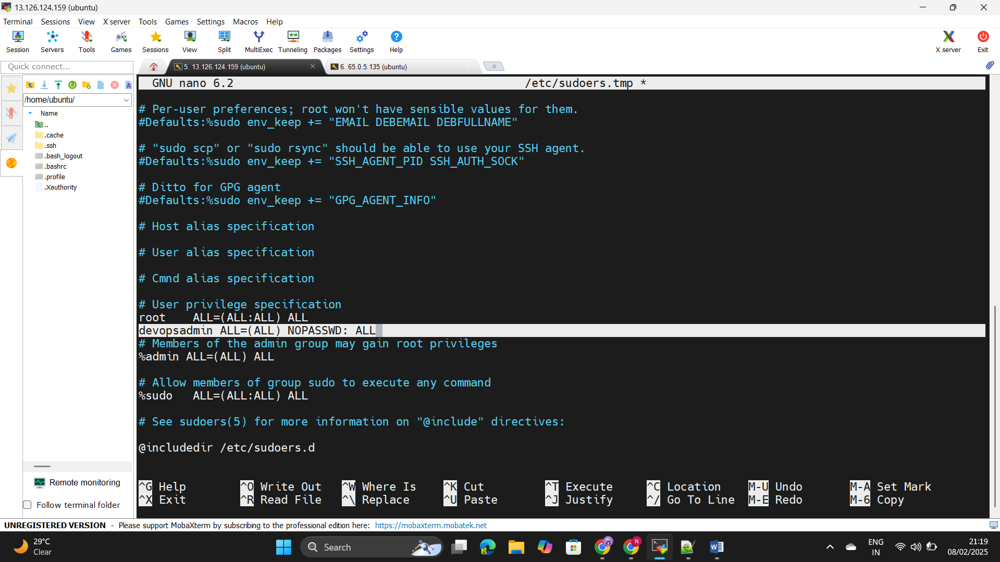 13.126.124.159 (ubuntu)
Terminal Sessions View X server Tools Games Settings Macros Help
Session Servers Tools Games Sessions View Split MultiExec Tunneling Packages Settings Help X server Exit
Quick connect...
5. 13.126.124.159 (ubuntu)
6. 65.0.5.135 (ubuntu)
/home/ubuntu/
Name
..
.cache
.ssh
.bash_logout
.bashrc
.profile
.Xauthority
Remote monitoring
Follow terminal folder
GNU nano 6.2 /etc/sudoers.tmp *
# Per-user preferences; root won't have sensible values for them.
#Defaults:%sudo env_keep += "EMAIL DEBEMAIL DEBFULLNAME"
# "sudo scp" or "sudo rsync" should be able to use your SSH agent.
#Defaults:%sudo env_keep += "SSH_AGENT_PID SSH_AUTH_SOCK"
# Ditto for GPG agent
#Defaults:%sudo env_keep += "GPG_AGENT_INFO"
# Host alias specification
# User alias specification
# Cmnd alias specification
# User privilege specification
root    ALL=(ALL:ALL) ALL
devopsadmin ALL=(ALL) NOPASSWD: ALL
# Members of the admin group may gain root privileges
%admin ALL=(ALL) ALL
# Allow members of group sudo to execute any command
%sudo   ALL=(ALL:ALL) ALL
# See sudoers(5) for more information on "@include" directives:
@includedir /etc/sudoers.d
^G Help ^O Write Out ^W Where Is ^K Cut ^T Execute ^C Location M-U Undo M-A Set Mark
^X Exit ^R Read File ^\ Replace ^U Paste ^J Justify ^/ Go To Line M-E Redo M-6 Copy
UNREGISTERED VERSION - Please support MobaXterm by subscribing to the professional edition here: https://mobaxterm.mobatek.net
29°C
Clear
Search
ENG
IN
21:19
08/02/2025